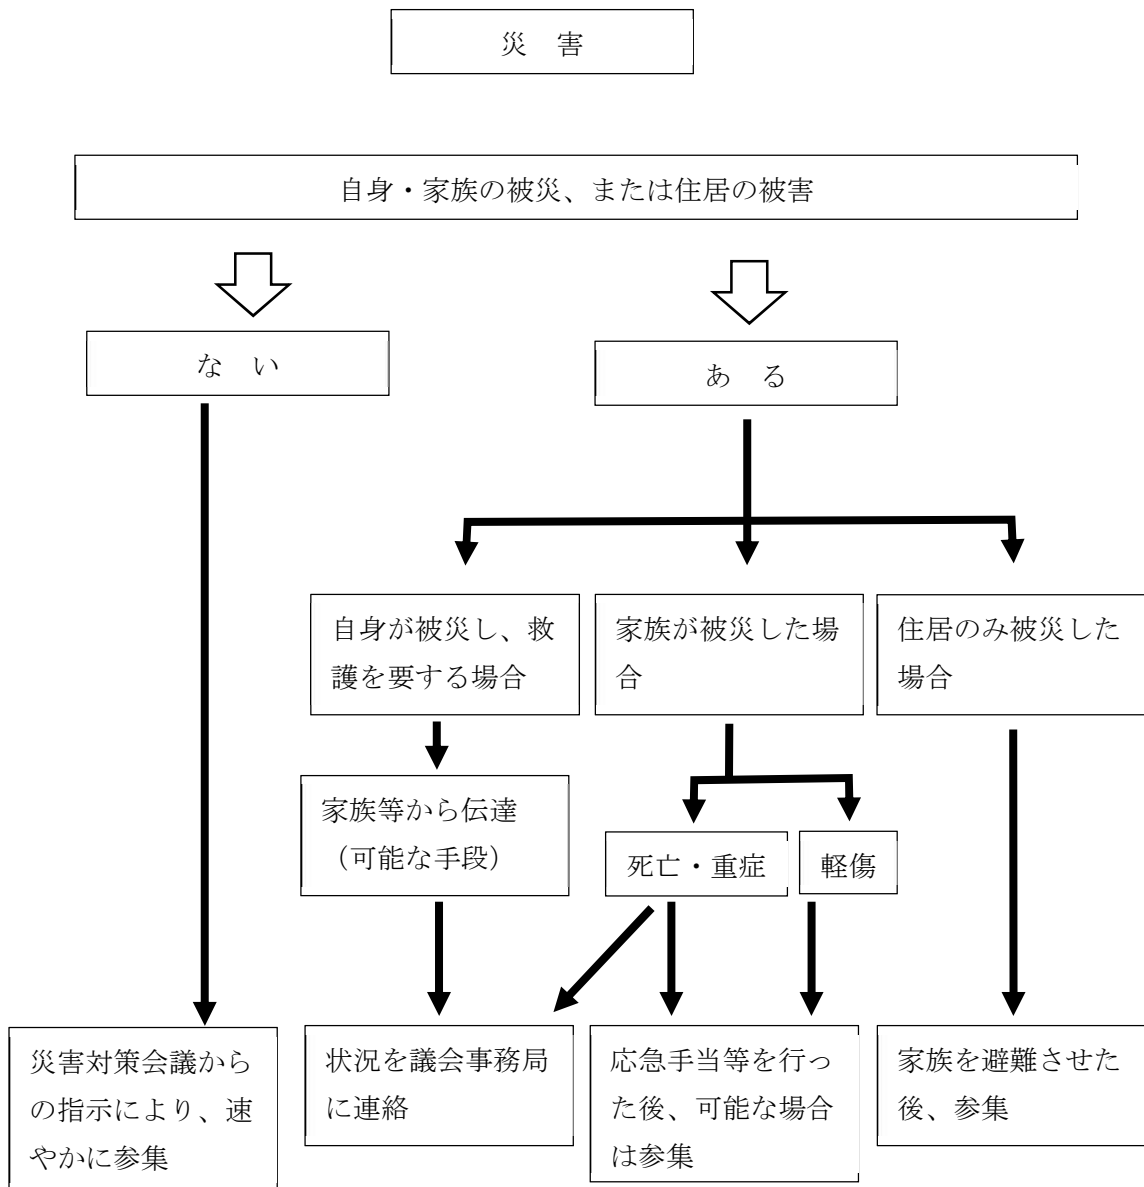 災　害
自身・家族の被災、または住居の被害
な　い
あ　る
自身が被災し、救
護を要する場合
家族が被災した場
合
住居のみ被災した
場合
家族等から伝達
（可能な手段）
死亡・重症
軽傷
災害対策会議から
の指示により、速
やかに参集
状況を議会事務局
に連絡
応急手当等を行っ
た後、可能な場合
は参集
家族を避難させた
後、参集